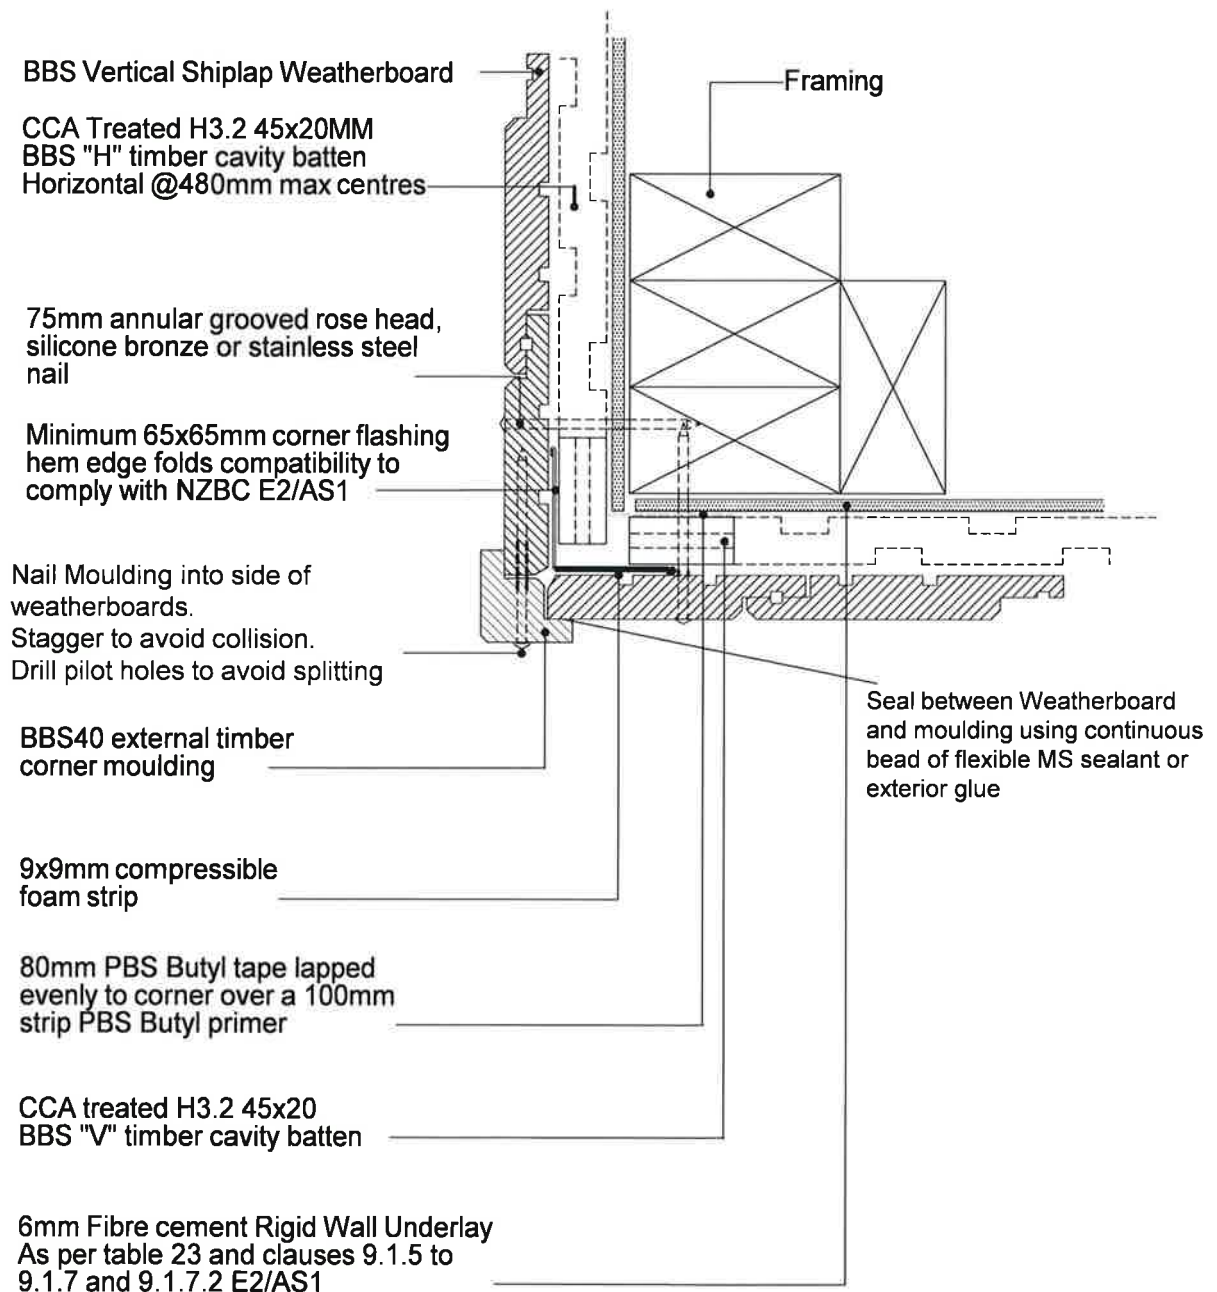 BBS Vertical Shiplap Weatherboard
Framing
CCA Treated H3.2 45x20MM
BBS "H" timber cavity batten
Horizontal @480mm max centres
75mm annular grooved rose head,
silicone bronze or stainless steel
nail
Minimum 65x65mm corner flashing
hem edge folds compatibility to
comply with NZBC E2/AS1
Nail Moulding into side of
weatherboards.
Stagger to avoid collision.
Drill pilot holes to avoid splitting
Seal between Weatherboard
and moulding using continuous
bead of flexible MS sealant or
exterior glue
BBS40 external timber
corner moulding
9x9mm compressible
foam strip
80mm PBS Butyl tape lapped
evenly to corner over a 100mm
strip PBS Butyl primer
CCA treated H3.2 45x20
BBS "V" timber cavity batten
6mm Fibre cement Rigid Wall Underlay
As per table 23 and clauses 9.1.5 to
9.1.7 and 9.1.7.2 E2/AS1